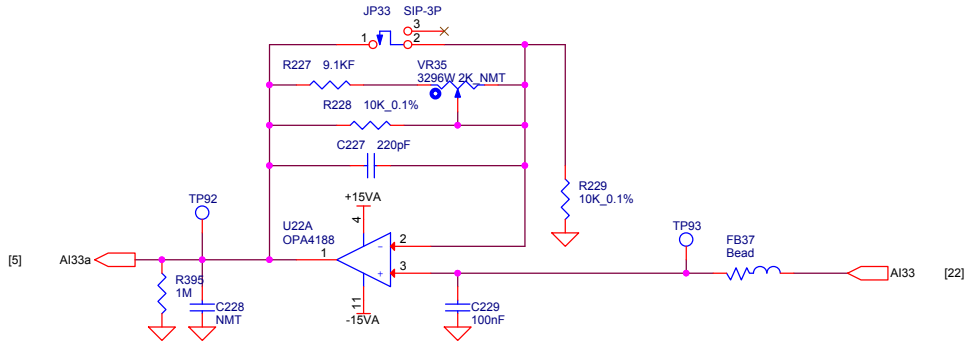 JP33 SIP-3P
3
1 2
R227 9.1KF VR35
3296W 2K_NMT
R228 10K_0.1%
C227 220pF
R229
10K_0.1%
TP92
+15VA
4
U22A
OPA4188
TP93
FB37
Bead
1 2
− 
+ 3
[5] AI33a
AI33 [22]
R395
1M
C228
NMT
11
-15VA
C229
100nF